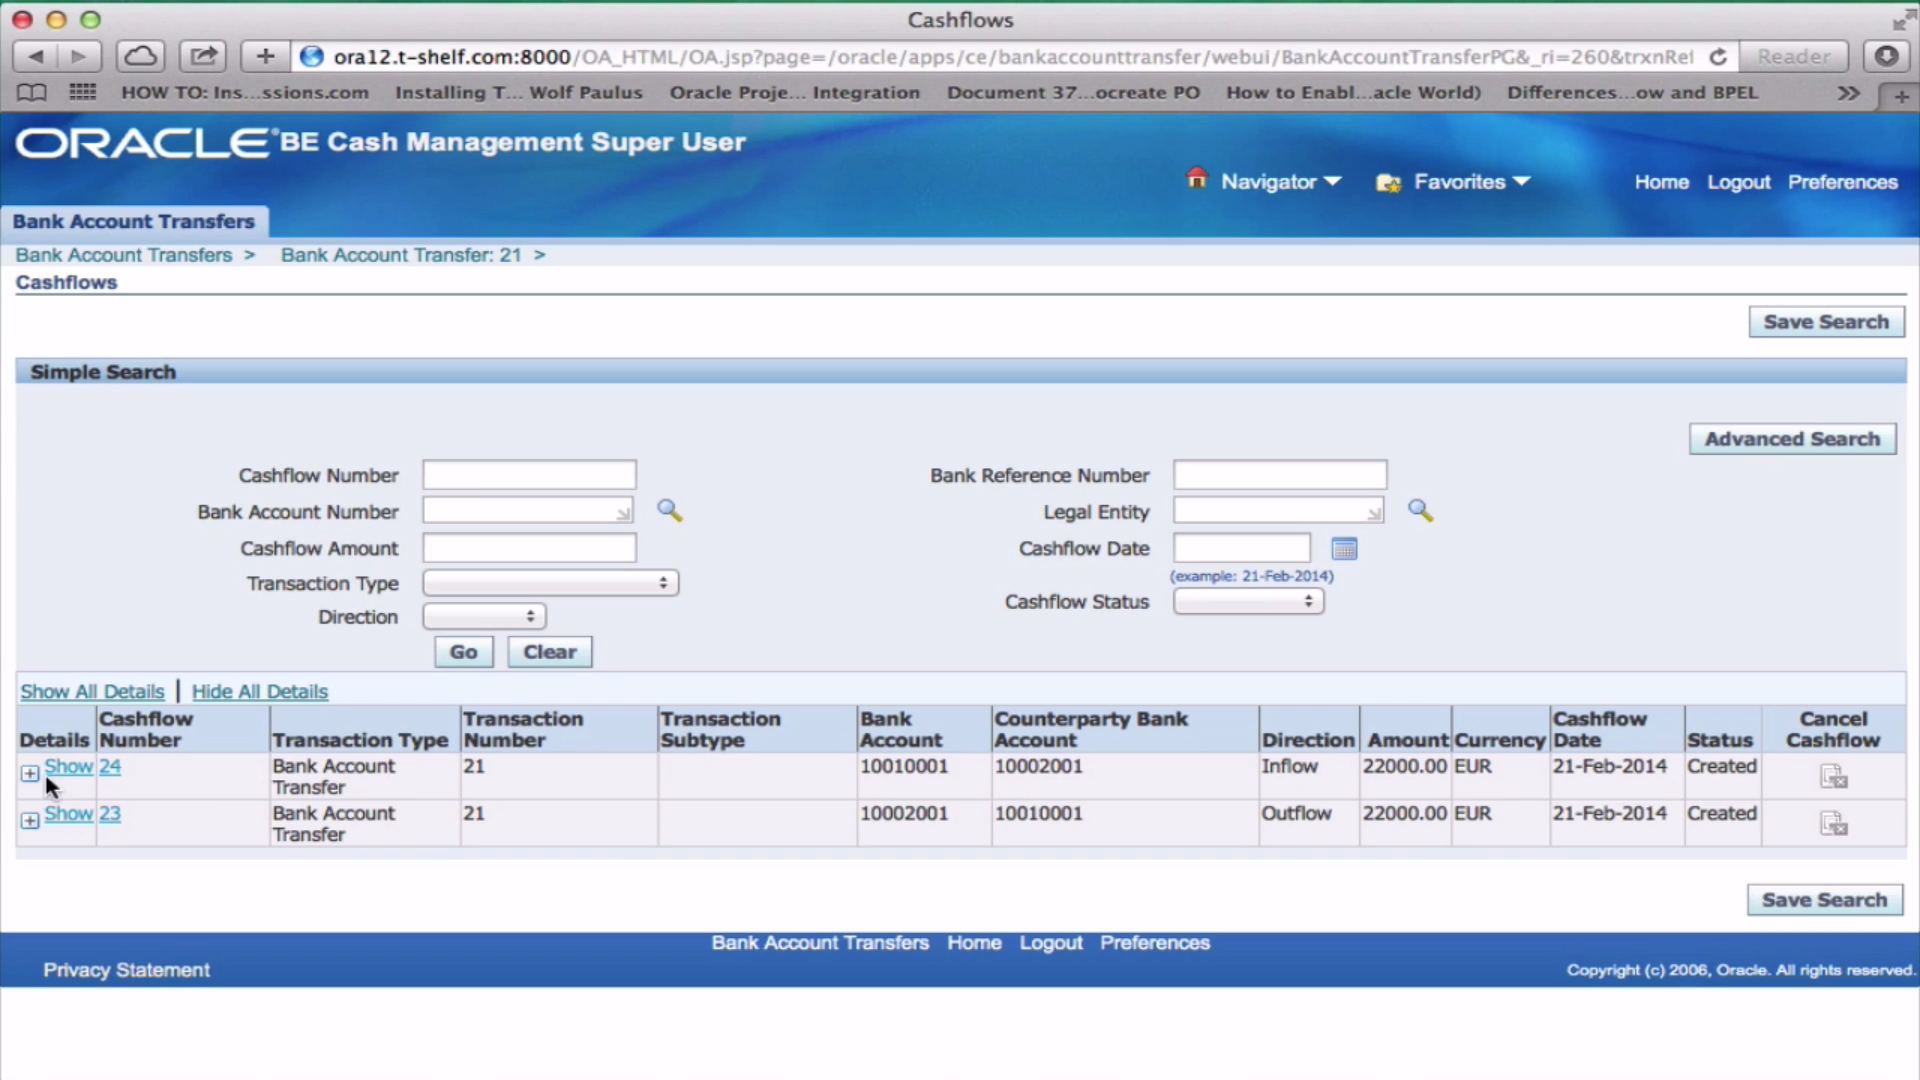 Cashflows
ora12.t-shelf.com:8000/OA_HTML/OA.jsp?page=/oracle/apps/ce/bankaccounttransfer/webui/BankAccountTransferPG&_ri=260&trxnRef
Reader
HOW TO: Ins...ssions.com Installing T... Wolf Paulus Oracle Proje... Integration Document 37...ocreate PO How to Enabl...acle World) Differences...ow and BPEL >>
ORACLE® BE Cash Management Super User
Navigator Favorites Home Logout Preferences
Bank Account Transfers
Bank Account Transfers > Bank Account Transfer: 21 >
Cashflows
Save Search
Simple Search
Advanced Search
Cashflow Number Bank Reference Number
Bank Account Number Legal Entity
Cashflow Amount Cashflow Date
(example: 21-Feb-2014)
Transaction Type Cashflow Status
Direction
Go Clear
Show All Details | Hide All Details
Details Cashflow Number Transaction Type Transaction Number Transaction Subtype Bank Account Counterparty Bank Account Direction Amount Currency Cashflow Date Status Cancel Cashflow
Show 24 Bank Account Transfer 21 10010001 10002001 Inflow 22000.00 EUR 21-Feb-2014 Created
Show 23 Bank Account Transfer 21 10002001 10010001 Outflow 22000.00 EUR 21-Feb-2014 Created
Save Search
Bank Account Transfers Home Logout Preferences
Privacy Statement Copyright (c) 2006, Oracle. All rights reserved.